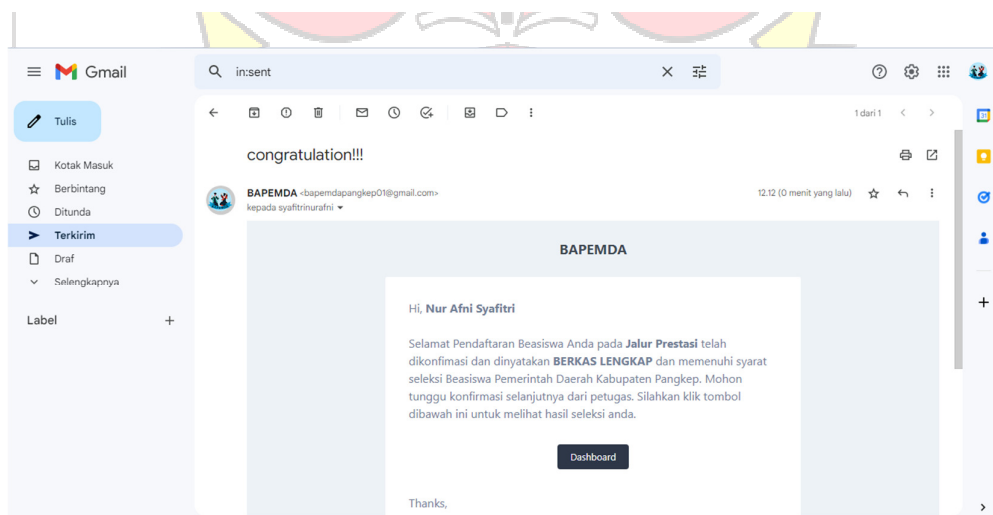 Gmail
in:sent
Tulis
1 dari 1
Kotak Masuk
Berbintang
Ditunda
Terkirim
Draf
Selengkapnya
Label
congratulation!!!
BAPEMDA <bapemdapangkep01@gmail.com>
12.12 (0 menit yang lalu)
kepada syafitrinurafni
BAPEMDA
Hi, Nur Afni Syafitri
Selamat Pendaftaran Beasiswa Anda pada Jalur Prestasi telah
dikonfimasi dan dinyatakan BERKAS LENGKAP dan memenuhi syarat
seleksi Beasiswa Pemerintah Daerah Kabupaten Pangkep. Mohon
tunggu konfirmasi selanjutnya dari petugas. Silahkan klik tombol
dibawah ini untuk melihat hasil seleksi anda.
Dashboard
Thanks,